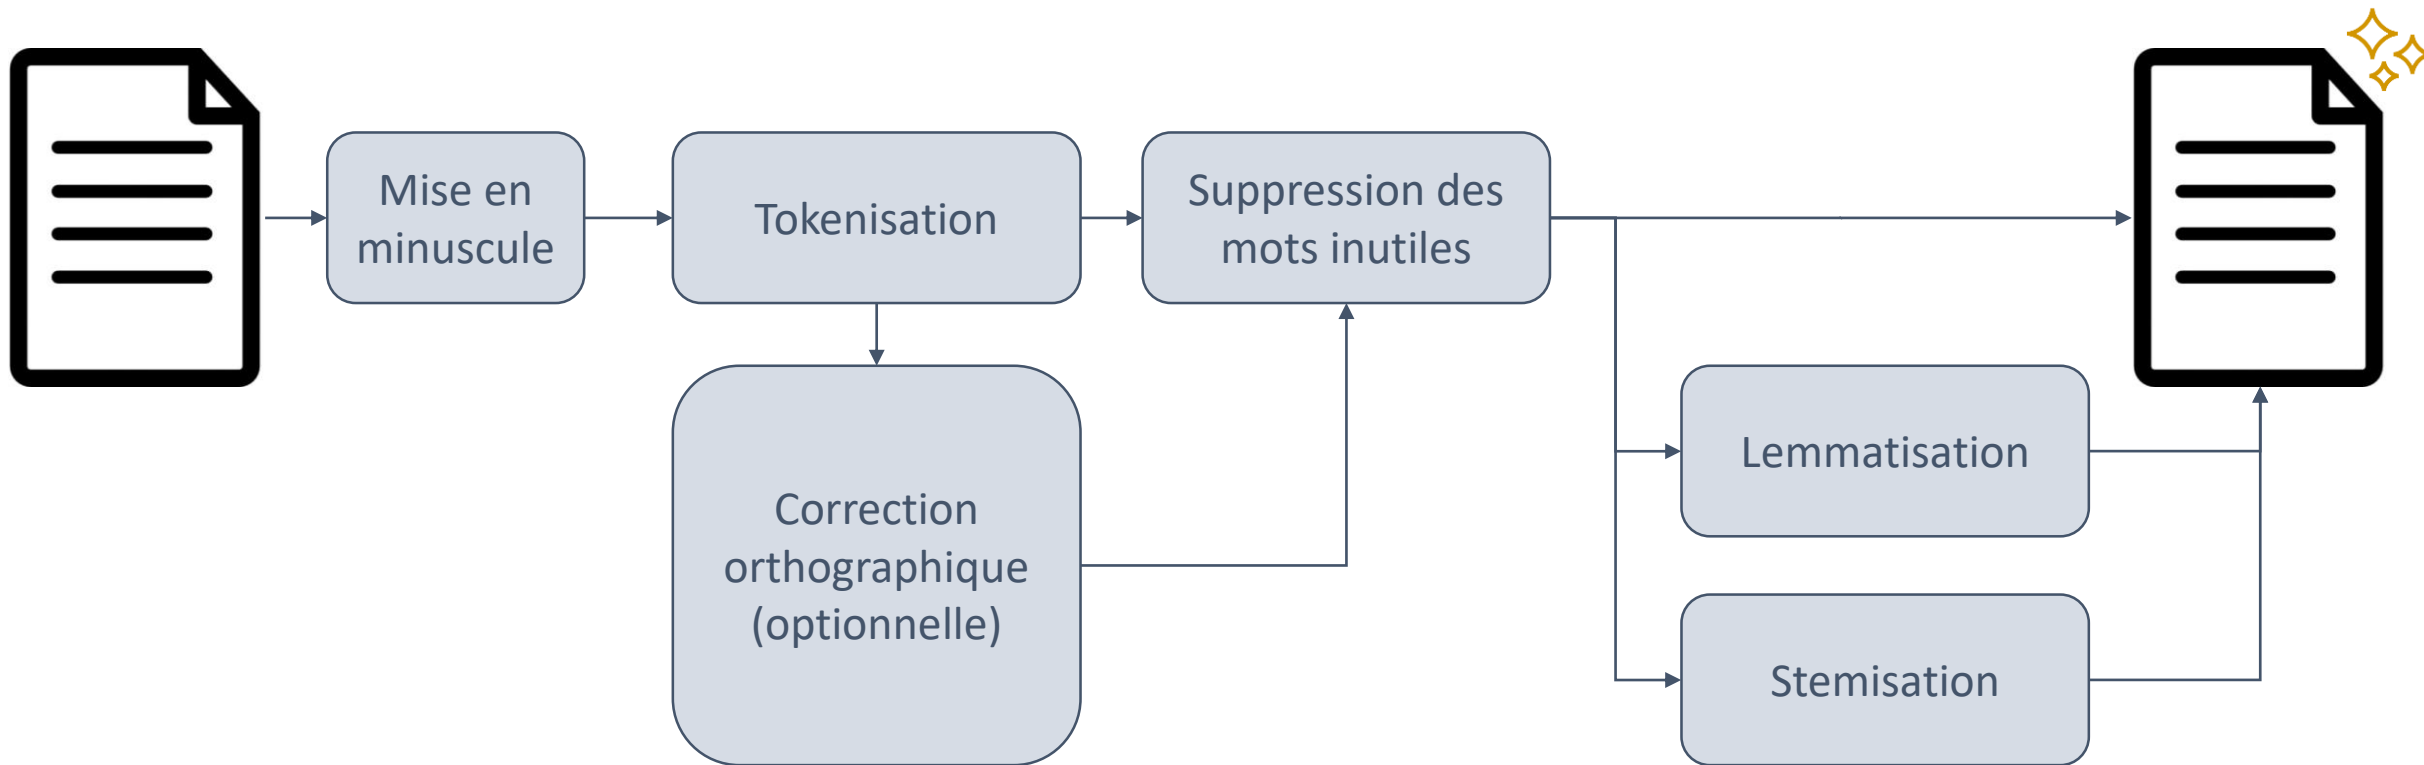 Mise en
minuscule
Tokenisation
Suppression des
mots inutiles
Correction
orthographique
(optionnelle)
Lemmatisation
Stemisation